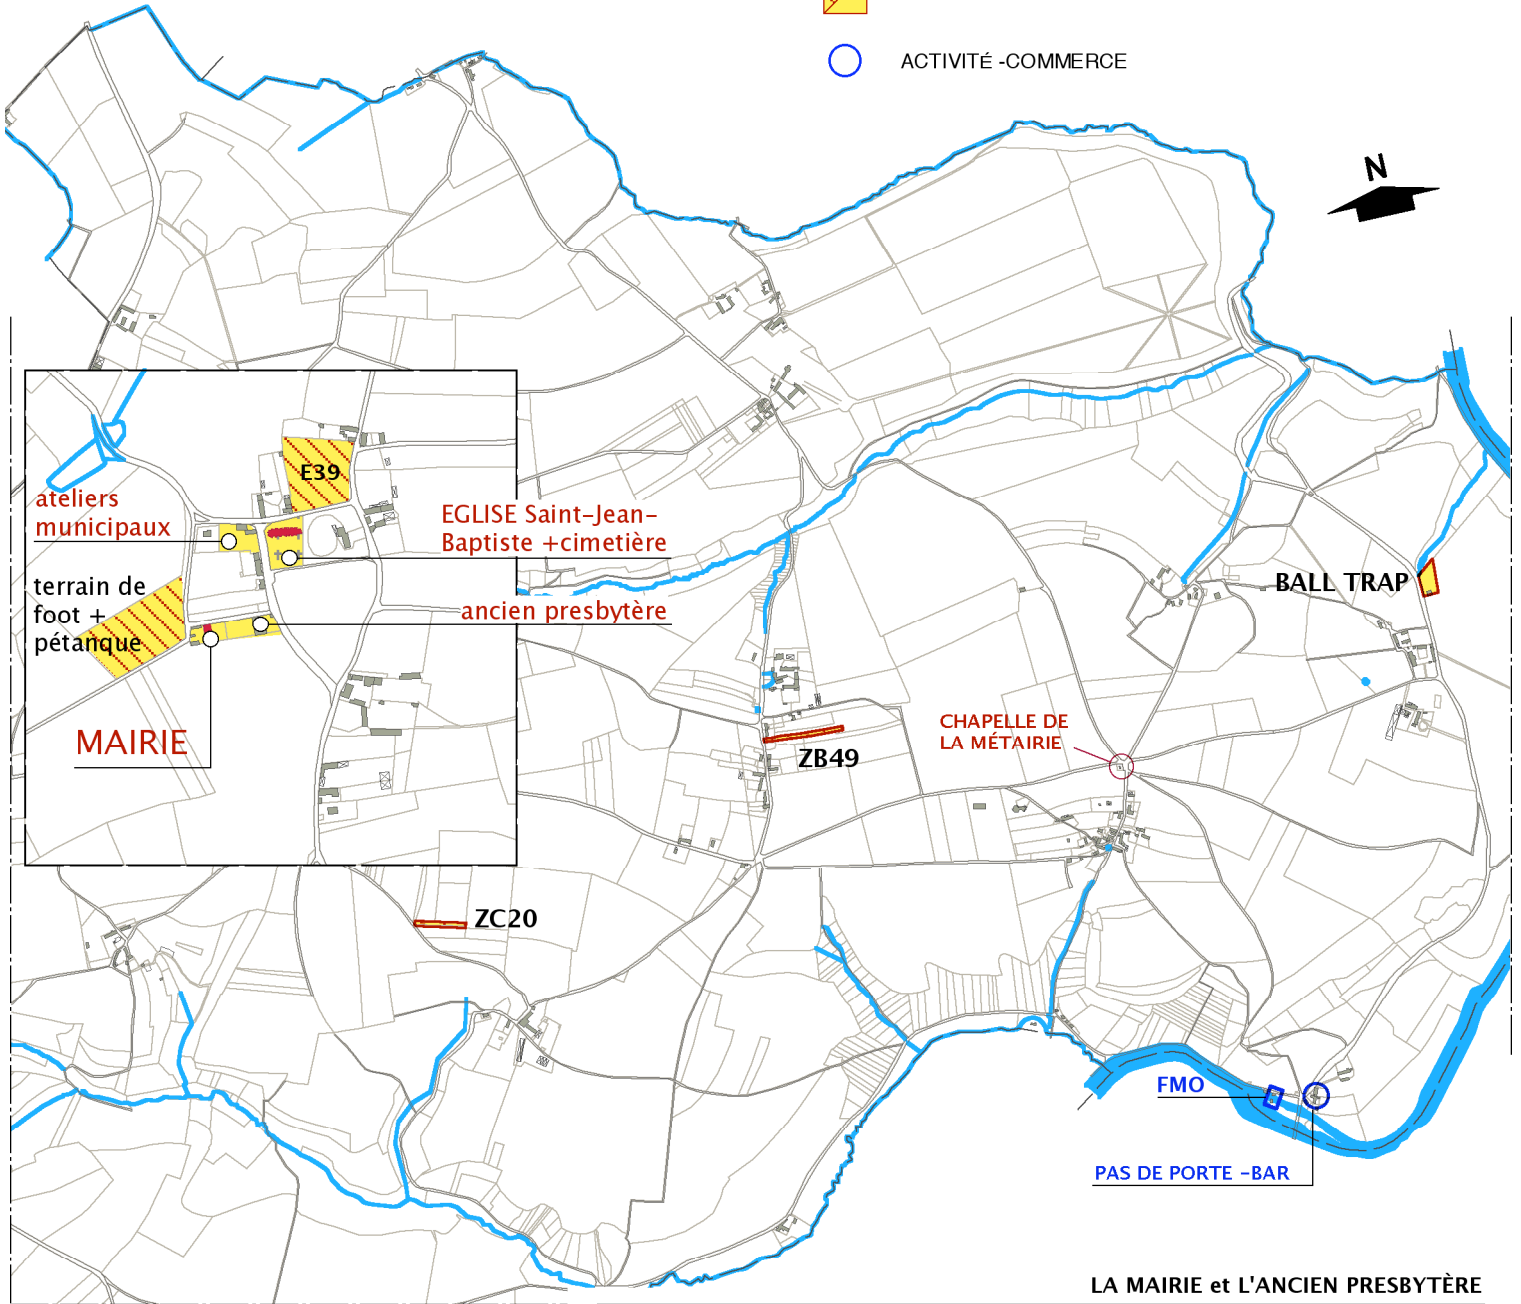 ACTIVITÉ -COMMERCE
N
E39
ateliers
municipaux
EGLISE Saint-Jean-
Baptiste +cimetière
terrain de
foot +
pétanque
ancien presbytère
BALL TRAP
MAIRIE
CHAPELLE DE
LA MÉTAIRIE
ZB49
ZC20
FMO
PAS DE PORTE -BAR
LA MAIRIE et L'ANCIEN PRESBYTÈRE